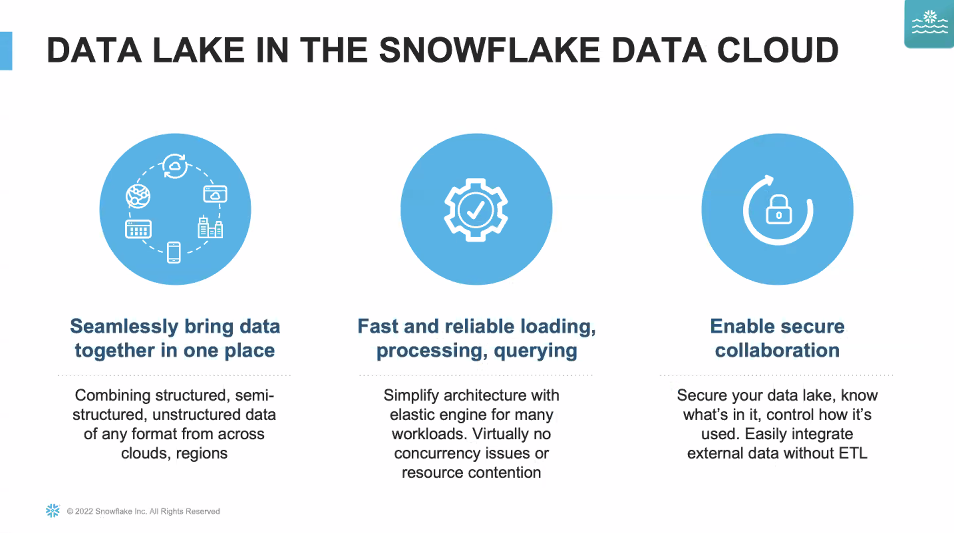 DATA LAKE IN THE SNOWFLAKE DATA CLOUD
Seamlessly bring data
together in one place
Combining structured, semi-
structured, unstructured data
of any format from across
clouds, regions
Fast and reliable loading,
processing, querying
Simplify architecture with
elastic engine for many
workloads. Virtually no
concurrency issues or
resource contention
Enable secure
collaboration
Secure your data lake, know
what's in it, control how it's
used. Easily integrate
external data without ETL
© 2022 Snowflake Inc. All Rights Reserved